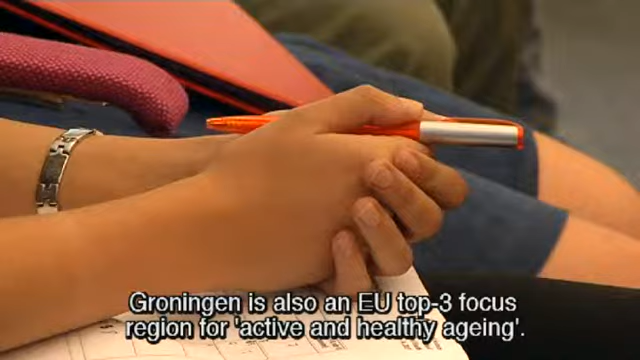 Groningen is also an EU top-3 focus
region for 'active and healthy ageing'.